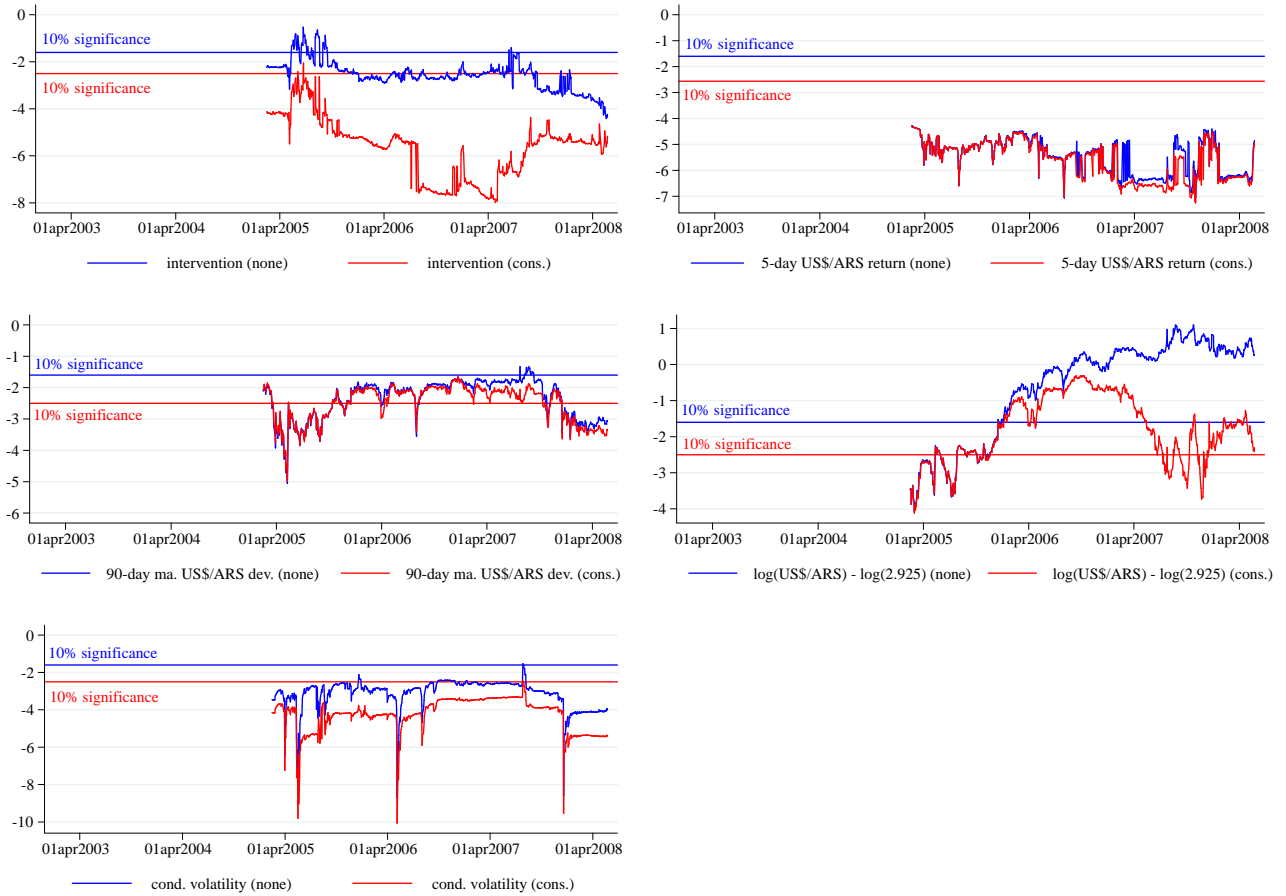 0
-2
-4
-6
-8
10% significance
10% significance
01apr2003 01apr2004 01apr2005 01apr2006 01apr2007 01apr2008
intervention (none) intervention (cons.)
0
-1
-2
-3
-4
-5
-6
-7
10% significance
10% significance
01apr2003 01apr2004 01apr2005 01apr2006 01apr2007 01apr2008
5-day US$/ARS return (none) 5-day US$/ARS return (cons.)
0
-1
-2
-3
-4
-5
-6
10% significance
10% significance
01apr2003 01apr2004 01apr2005 01apr2006 01apr2007 01apr2008
90-day ma. US$/ARS dev. (none) 90-day ma. US$/ARS dev. (cons.)
1
0
-1
-2
-3
-4
10% significance
10% significance
01apr2003 01apr2004 01apr2005 01apr2006 01apr2007 01apr2008
log(US$/ARS) - log(2.925) (none) log(US$/ARS) - log(2.925) (cons.)
0
-2
-4
-6
-8
-10
10% significance
10% significance
01apr2003 01apr2004 01apr2005 01apr2006 01apr2007 01apr2008
cond. volatility (none) cond. volatility (cons.)